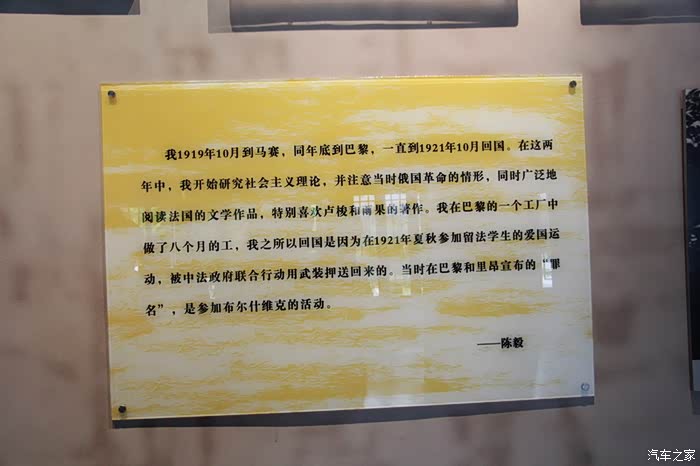 我1919年10月到马赛，同年底到巴黎，一直到1921年10月回国。在这两
年中，我开始研究社会主义理论，并注意当时俄国革命的情形，同时广泛地
阅读法国的文学作品，特别喜欢卢梭和雨果的著作。我在巴黎的一个工厂中
做了八个月的工，我之所以回国是因为在1921年夏秋参加留法学生的爱国运
动，被中法政府联合行动用武装押送回来的。当时在巴黎和里昂宣布的“罪
名”，是参加布尔什维克的活动。
——陈毅
汽车之家